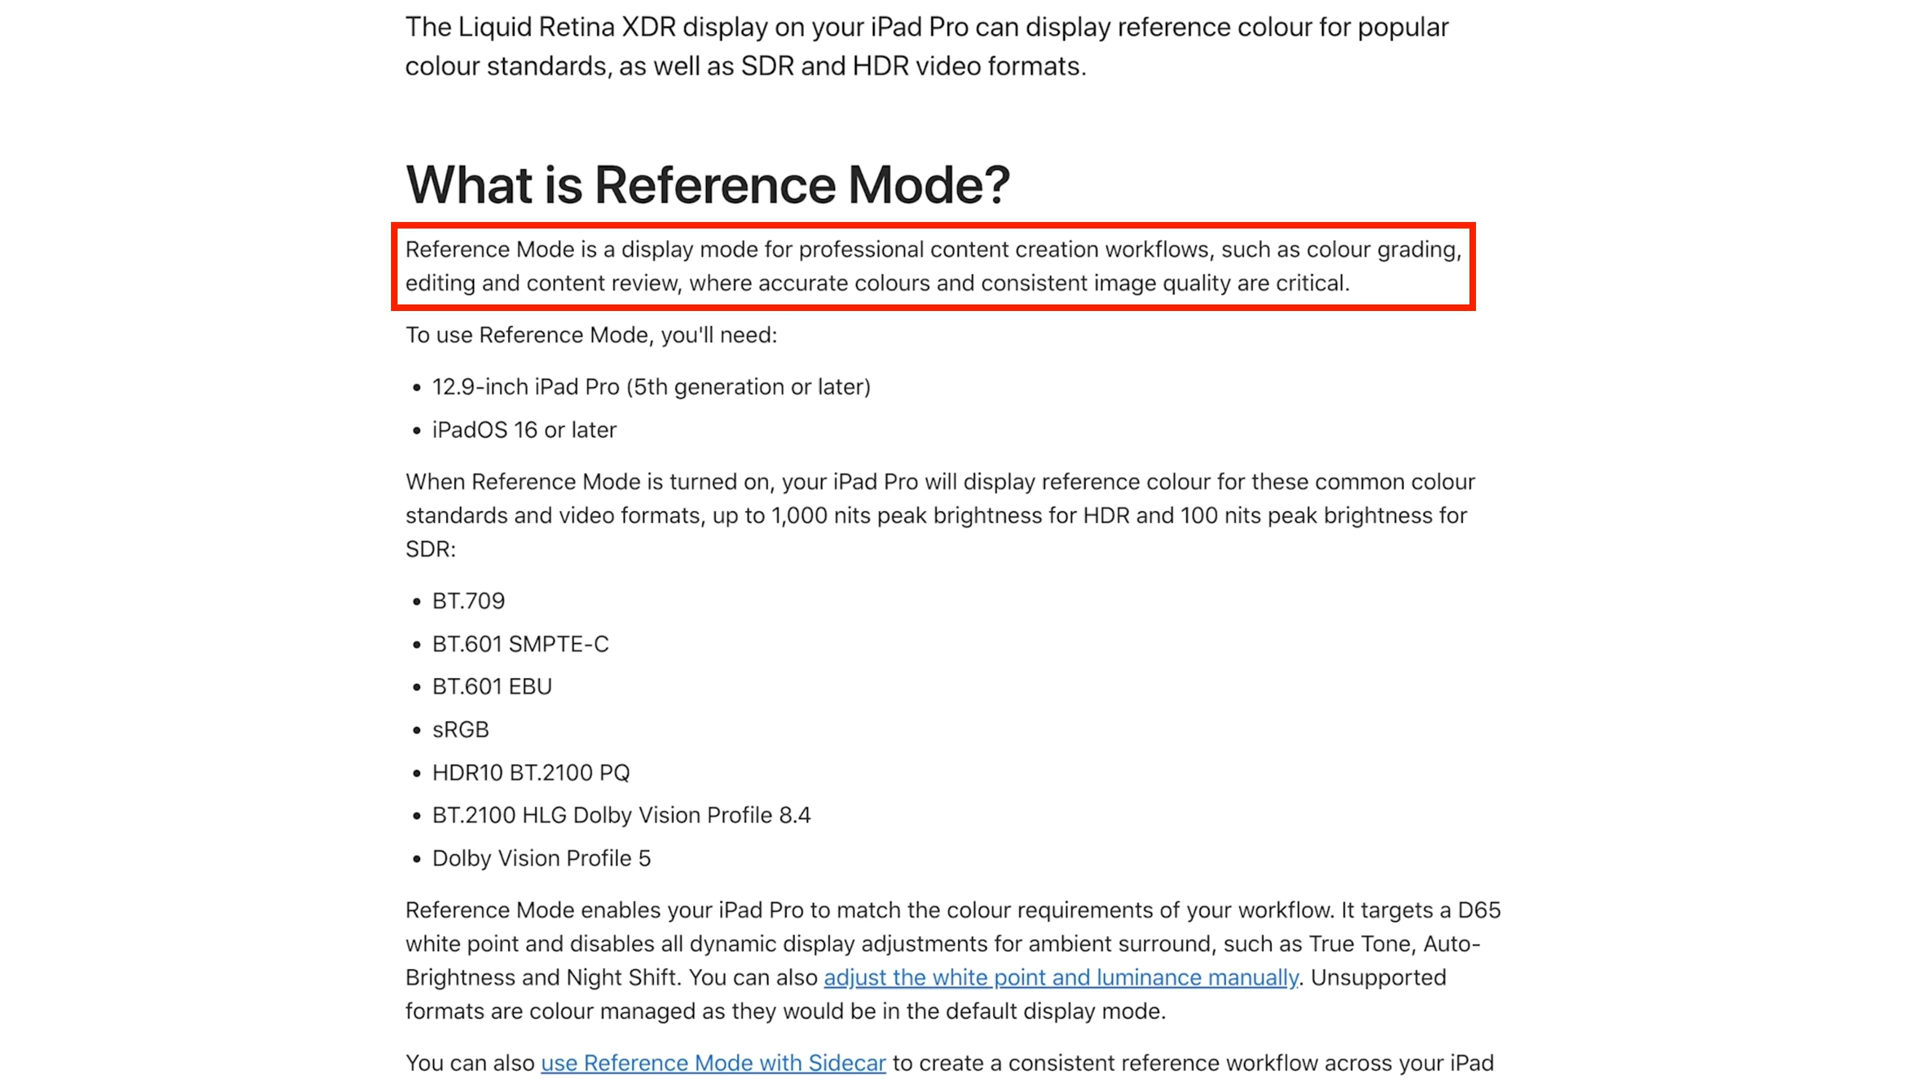 The Liquid Retina XDR display on your iPad Pro can display reference colour for popular
colour standards, as well as SDR and HDR video formats.
What is Reference Mode?
Reference Mode is a display mode for professional content creation workflows, such as colour grading,
editing and content review, where accurate colours and consistent image quality are critical.
To use Reference Mode, you'll need:
• 12.9-inch iPad Pro (5th generation or later)
• iPadOS 16 or later
When Reference Mode is turned on, your iPad Pro will display reference colour for these common colour
standards and video formats, up to 1,000 nits peak brightness for HDR and 100 nits peak brightness for
SDR:
• BT.709
• BT.601 SMPTE-C
• BT.601 EBU
• sRGB
• HDR10 BT.2100 PQ
• BT.2100 HLG Dolby Vision Profile 8.4
• Dolby Vision Profile 5
Reference Mode enables your iPad Pro to match the colour requirements of your workflow. It targets a D65
white point and disables all dynamic display adjustments for ambient surround, such as True Tone, Auto-
Brightness and Night Shift. You can also adjust the white point and luminance manually. Unsupported
formats are colour managed as they would be in the default display mode.
You can also use Reference Mode with Sidecar to create a consistent reference workflow across your iPad